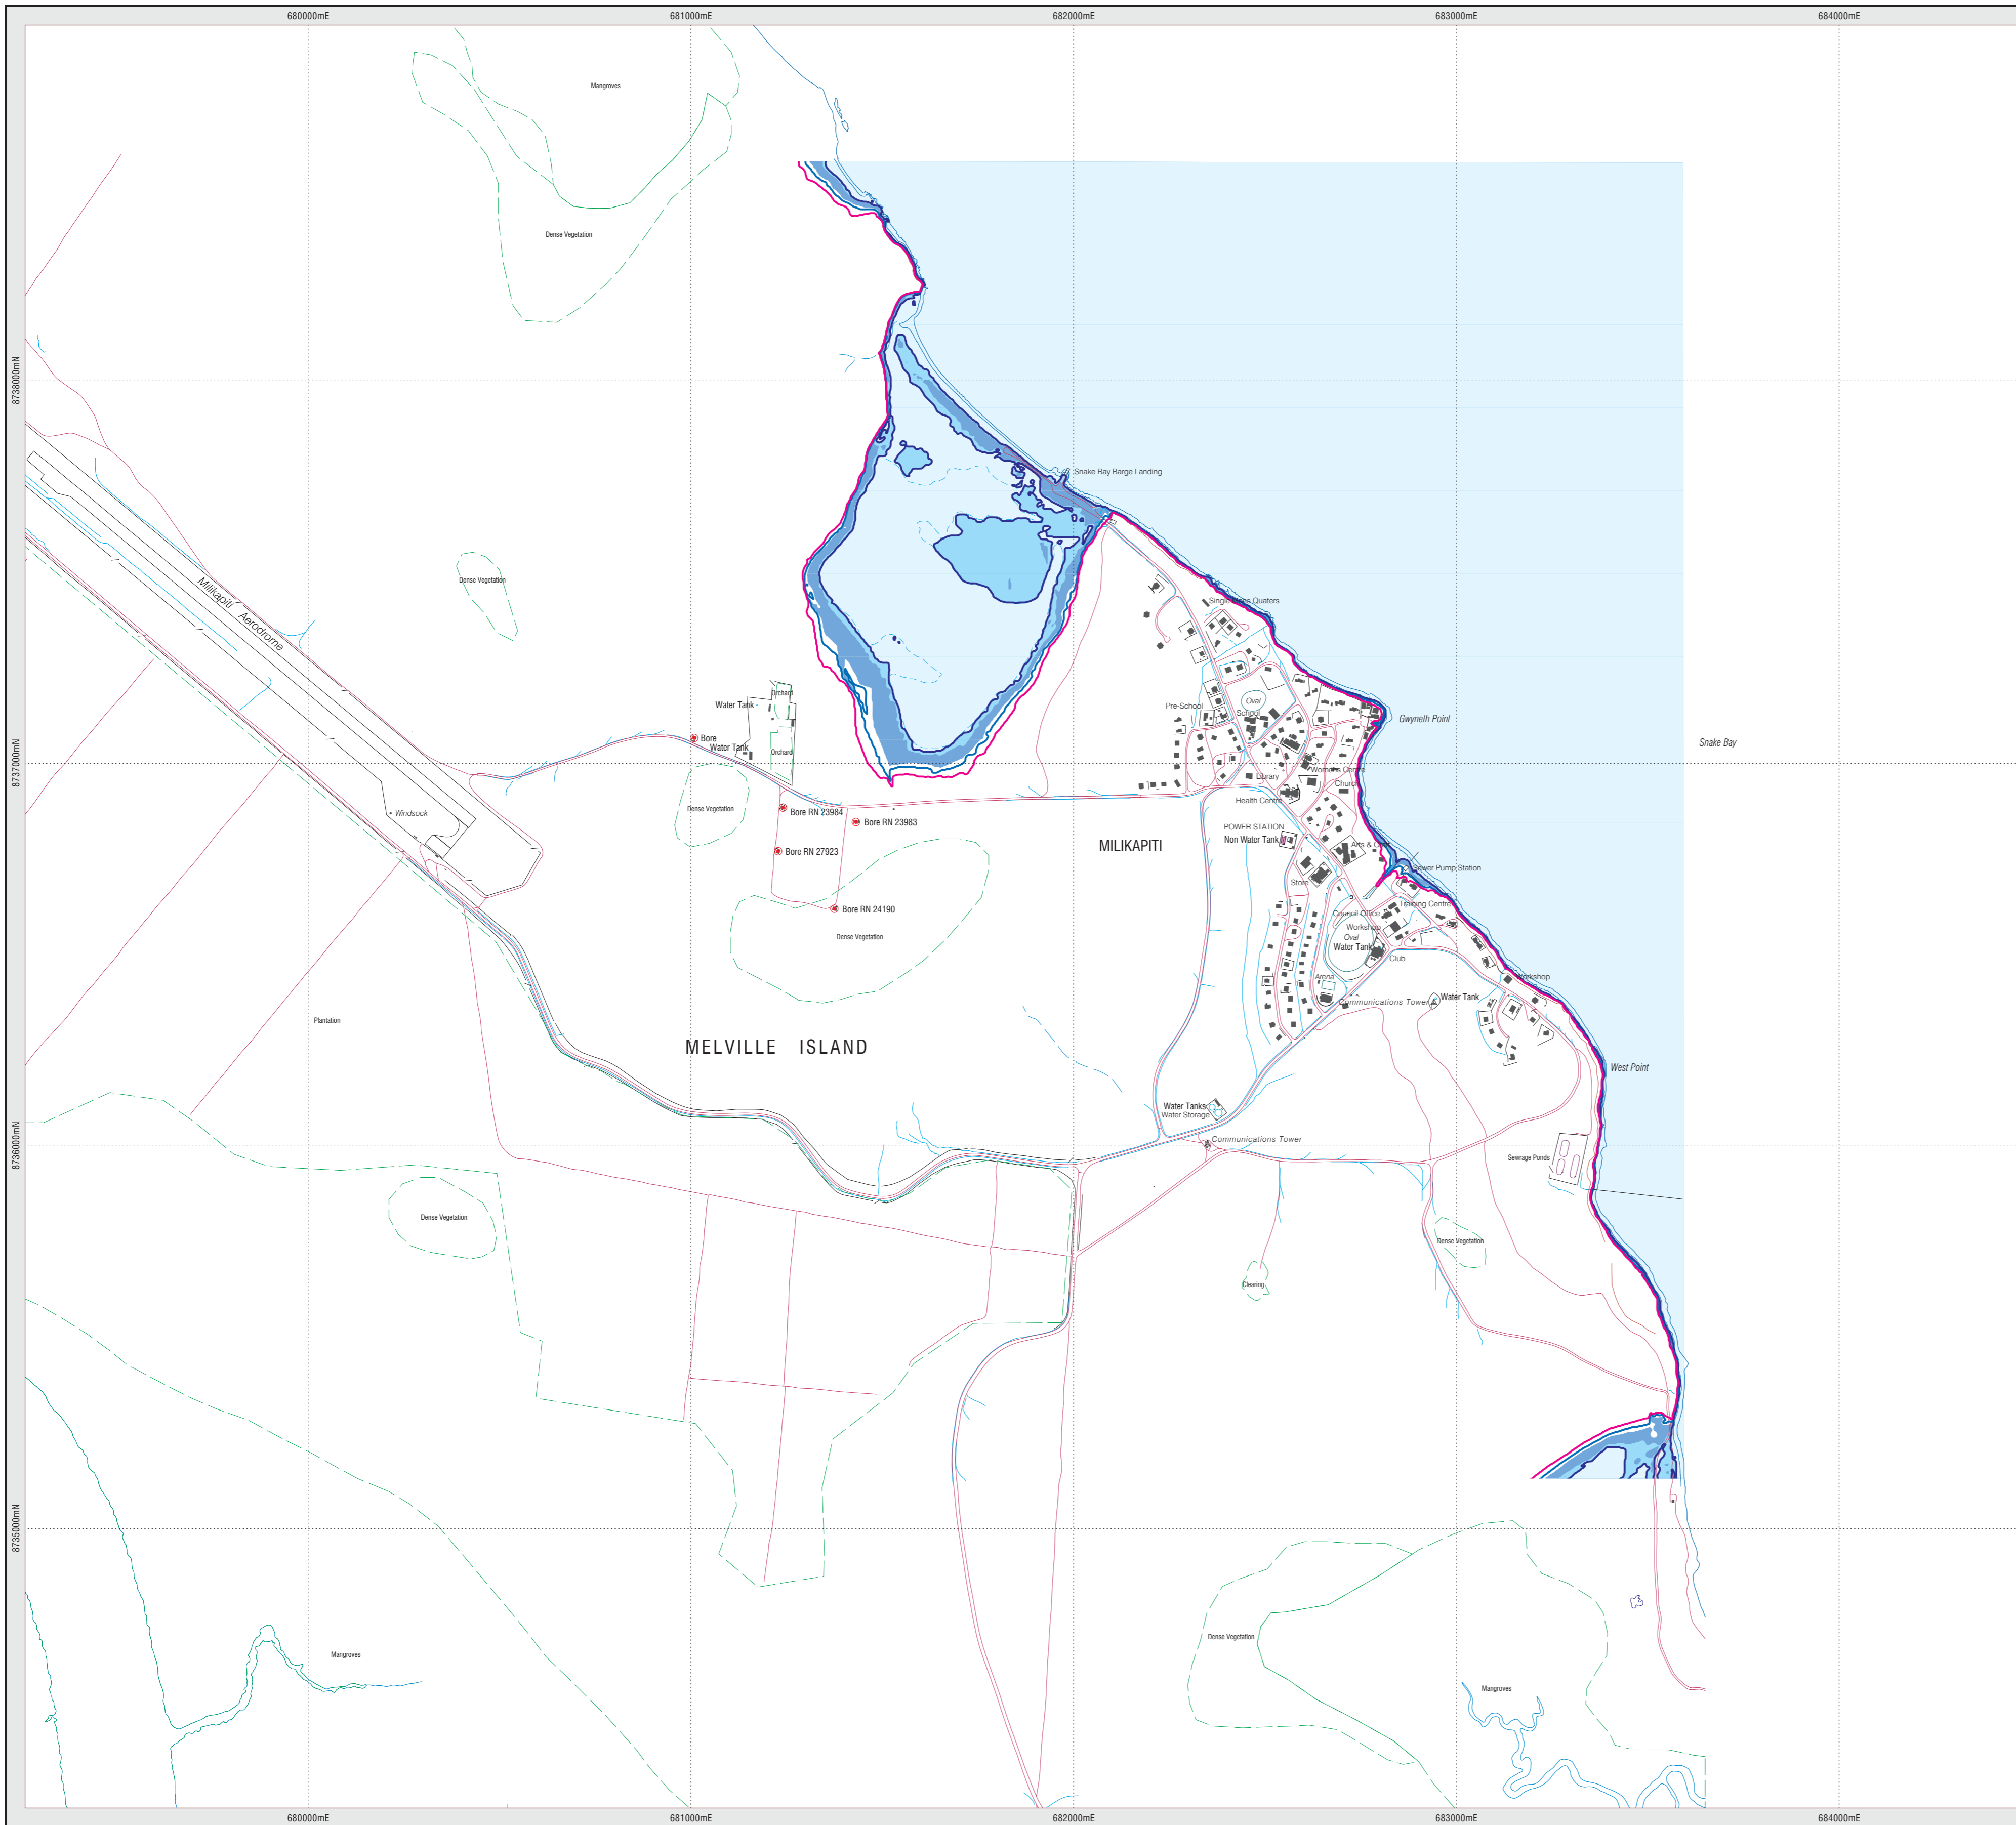 680000mE
681000mE
682000mE
683000mE
684000mE
Mangroves
Dense Vegetation
8738000mN
Snake Bay Barge Landing
Milikapiti Aerodrome
Dense Vegetation
Single Mens Quaters
Orchard
Water Tank
Oval
Pre-School
School
Gwyneth Point
Snake Bay
Bore
Water Tank
Orchard
8737000mN
Womens Centre
Library
Church
Dense Vegetation
Health Centre
Windsock
Bore RN 23984
Bore RN 23983
POWER STATION
Non Water Tank
MILIKAPITI
Arts & Craft
Bore RN 27923
Sewer Pump Station
Store
Training Centre
Bore RN 24190
Council Office
Workshop
Dense Vegetation
Oval
Water Tank
Club
Arena
Workshop
Water Tank
Communications Tower
Plantation
MELVILLE ISLAND
West Point
Water Tanks
Water Storage
8736000mN
Communications Tower
Sewrage Ponds
Dense Vegetation
Dense Vegetation
Clearing
8735000mN
Dense Vegetation
Mangroves
Mangroves
680000mE
681000mE
682000mE
683000mE
684000mE